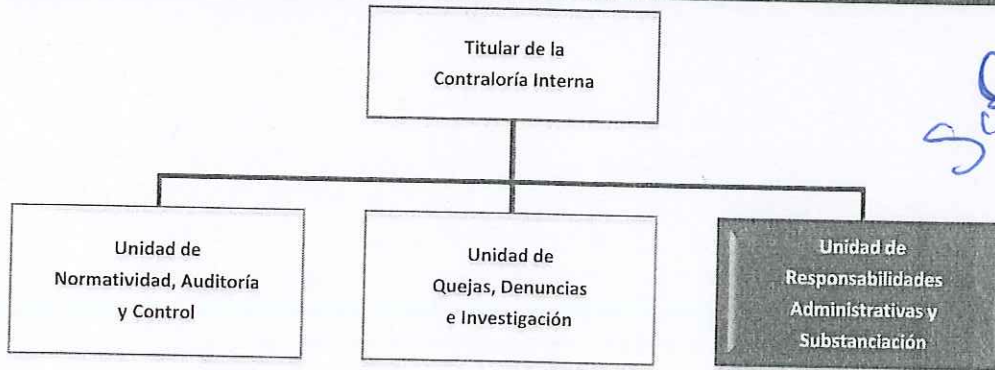 Titular de la
Contraloría Interna
Unidad de
Normatividad, Auditoría
y Control
Unidad de
Quejas, Denuncias
e Investigación
Unidad de
Responsabilidades
Administrativas y
Substanciación